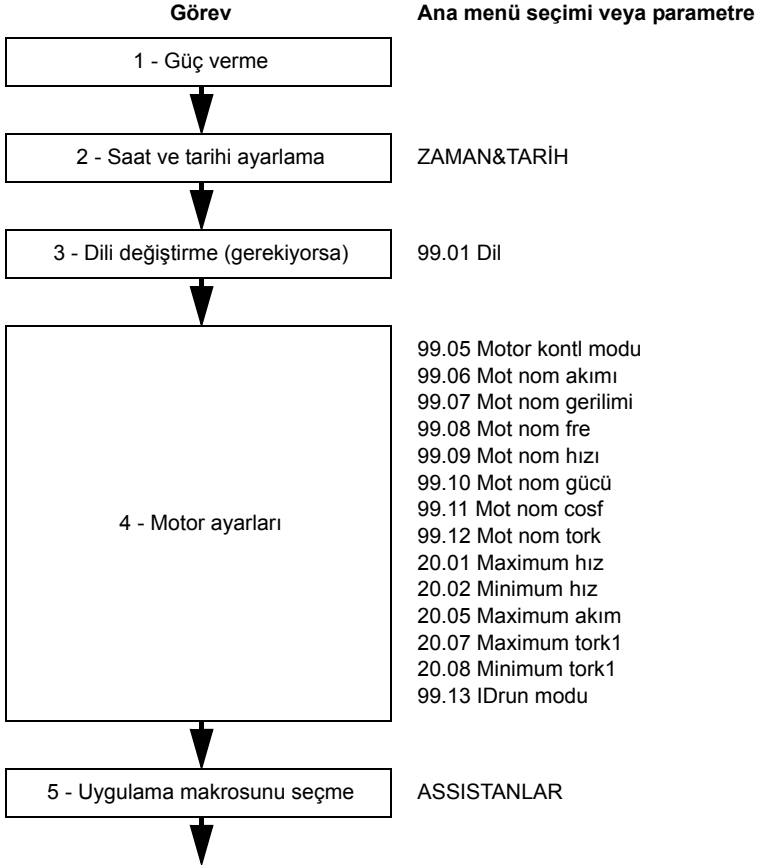 Görev Ana menü seçimi veya parametre
1 - Güç verme
2 - Saat ve tarihi ayarlama ZAMAN&TARİH
3 - Dili değiştirme (gerekiyorsa) 99.01 Dil
4 - Motor ayarları
99.05 Motor kontl modu
99.06 Mot nom akımı
99.07 Mot nom gerilimi
99.08 Mot nom fre
99.09 Mot nom hızı
99.10 Mot nom gücü
99.11 Mot nom cosf
99.12 Mot nom tork
20.01 Maximum hız
20.02 Minimum hız
20.05 Maximum akım
20.07 Maximum tork1
20.08 Minimum tork1
99.13 IDrun modu
5 - Uygulama makrosunu seçme ASSISTANLAR